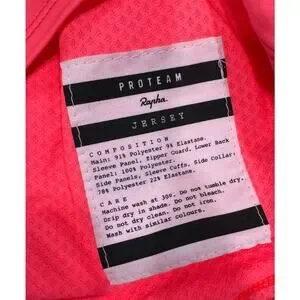 PROTEAM
Rapha.
JERSEY
COMPOSITION
Main: 91% Polyester 9% Elastane.
Sleeve Panel, Zipper Guard, Lower Back
Panel: 100% Polyester.
Side Panels, Sleeve Cuffs, Side Collar:
78% Polyester 22% Elastane.
CARE
Machine wash at 30c. Do not tumble dry.
Drip dry in shade. Do not bleach.
Do not dry clean. Do not iron.
Wash with similar colours.